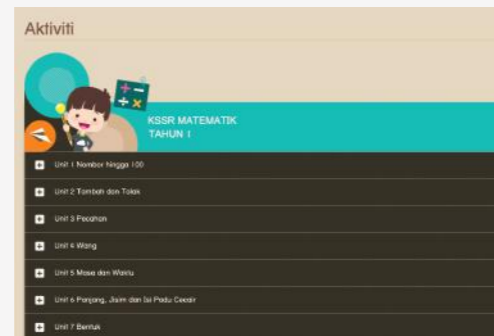 Aktiviti
KSSR MATEMATIK
TAHUN 1
Unit 1 Nombor hingga 100
Unit 2 Tambah dan Tolak
Unit 3 Pecahan
Unit 4 Wang
Unit 5 Masa dan Waktu
Unit 6 Panjang, Jisim dan Isi Padu Cecair
Unit 7 Bentuk